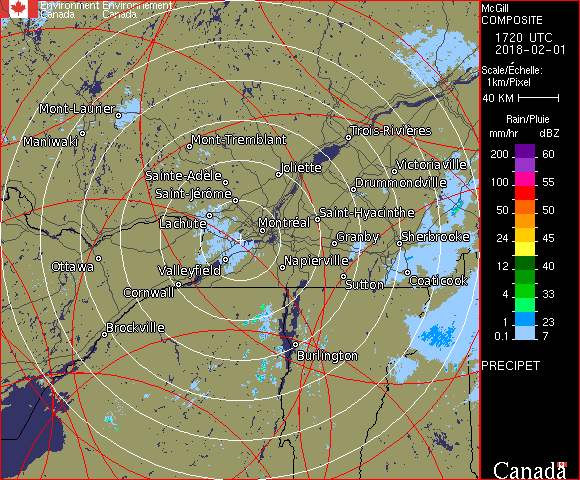 Environment Environnement
Canada Canada
McGill
COMPOSITE
1720 UTC
2018-02-01
Scale/Échelle:
1km/Pixel
40 KM
Rain/Pluie
mm/hr dBZ
200 60
100 55
50 50
24 45
12 40
4 33
1 23
0.1 7
PRECIPET
Canada
Mont-Laurier
Maniwaki
Mont-Tremblant
Trois-Rivières
Joliette
Victoriaville
Sainte-Adèle
Drummondville
Saint-Jérôme
Saint-Hyacinthe
Lachute
Montréal
Granby
Sherbrooke
Ottawa
Valleyfield
Napierville
Cornwall
Sutton
Coaticook
Brockville
Burlington